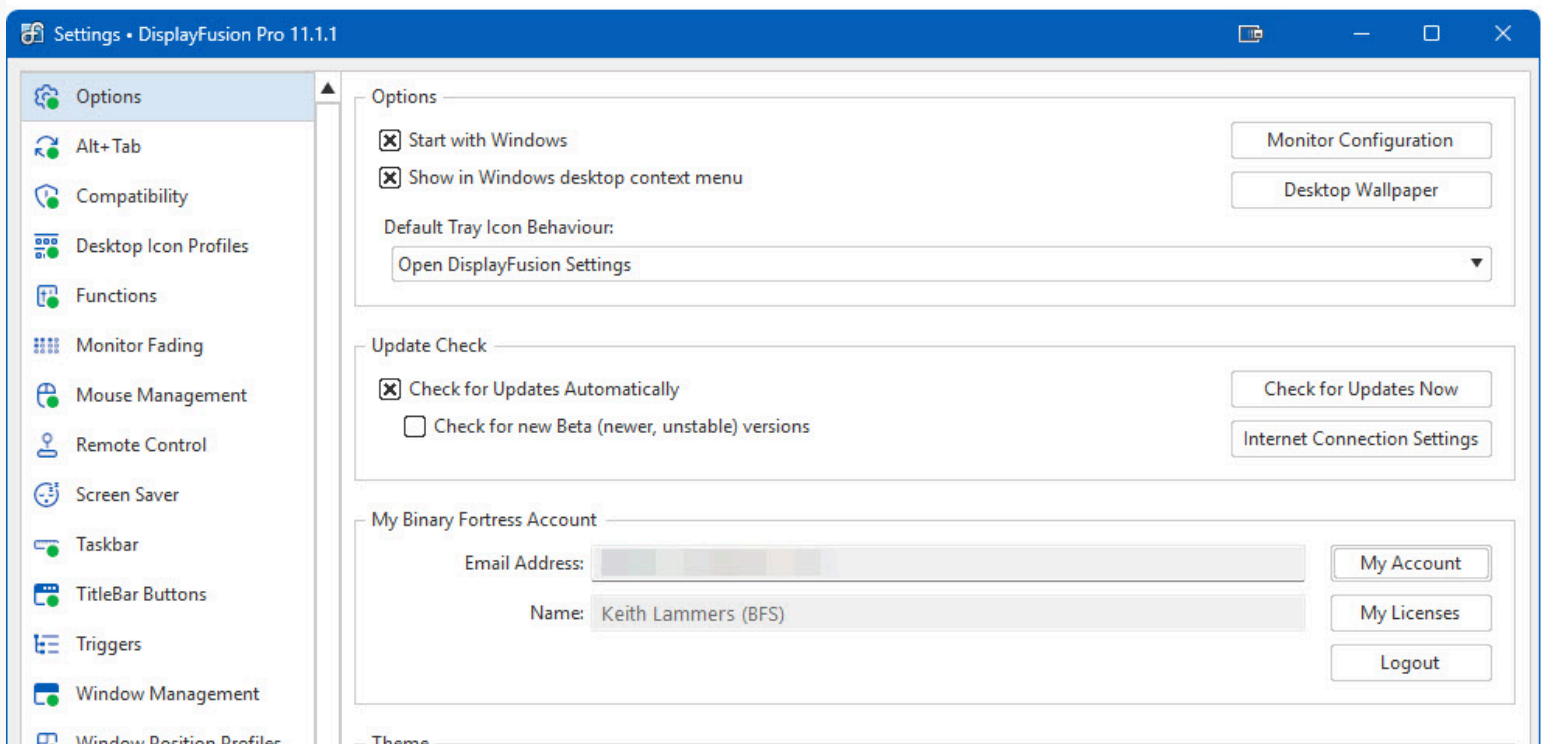 Settings • DisplayFusion Pro 11.1.1
Options
Alt+Tab
Compatibility
Desktop Icon Profiles
Functions
Monitor Fading
Mouse Management
Remote Control
Screen Saver
Taskbar
TitleBar Buttons
Triggers
Window Management
Window Position Profiles
Options
Start with Windows
Monitor Configuration
Show in Windows desktop context menu
Desktop Wallpaper
Default Tray Icon Behaviour:
Open DisplayFusion Settings
Update Check
Check for Updates Automatically
Check for Updates Now
Check for new Beta (newer, unstable) versions
Internet Connection Settings
My Binary Fortress Account
Email Address:
My Account
Name: Keith Lammers (BFS)
My Licenses
Logout
Theme